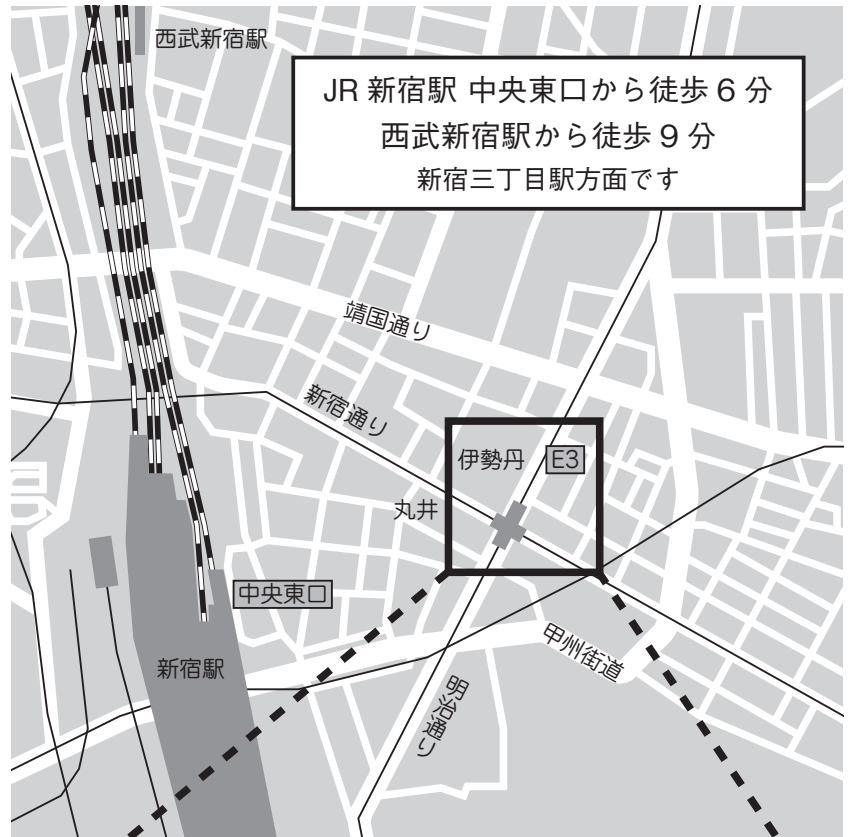 西武新宿駅
JR 新宿駅 中央東口から徒歩 6 分
西武新宿駅から徒歩 9 分
新宿三丁目駅方面です
靖国通り
新宿通り
伊勢丹 E3
丸井
中央東口
新宿駅
甲州街道
明治通り